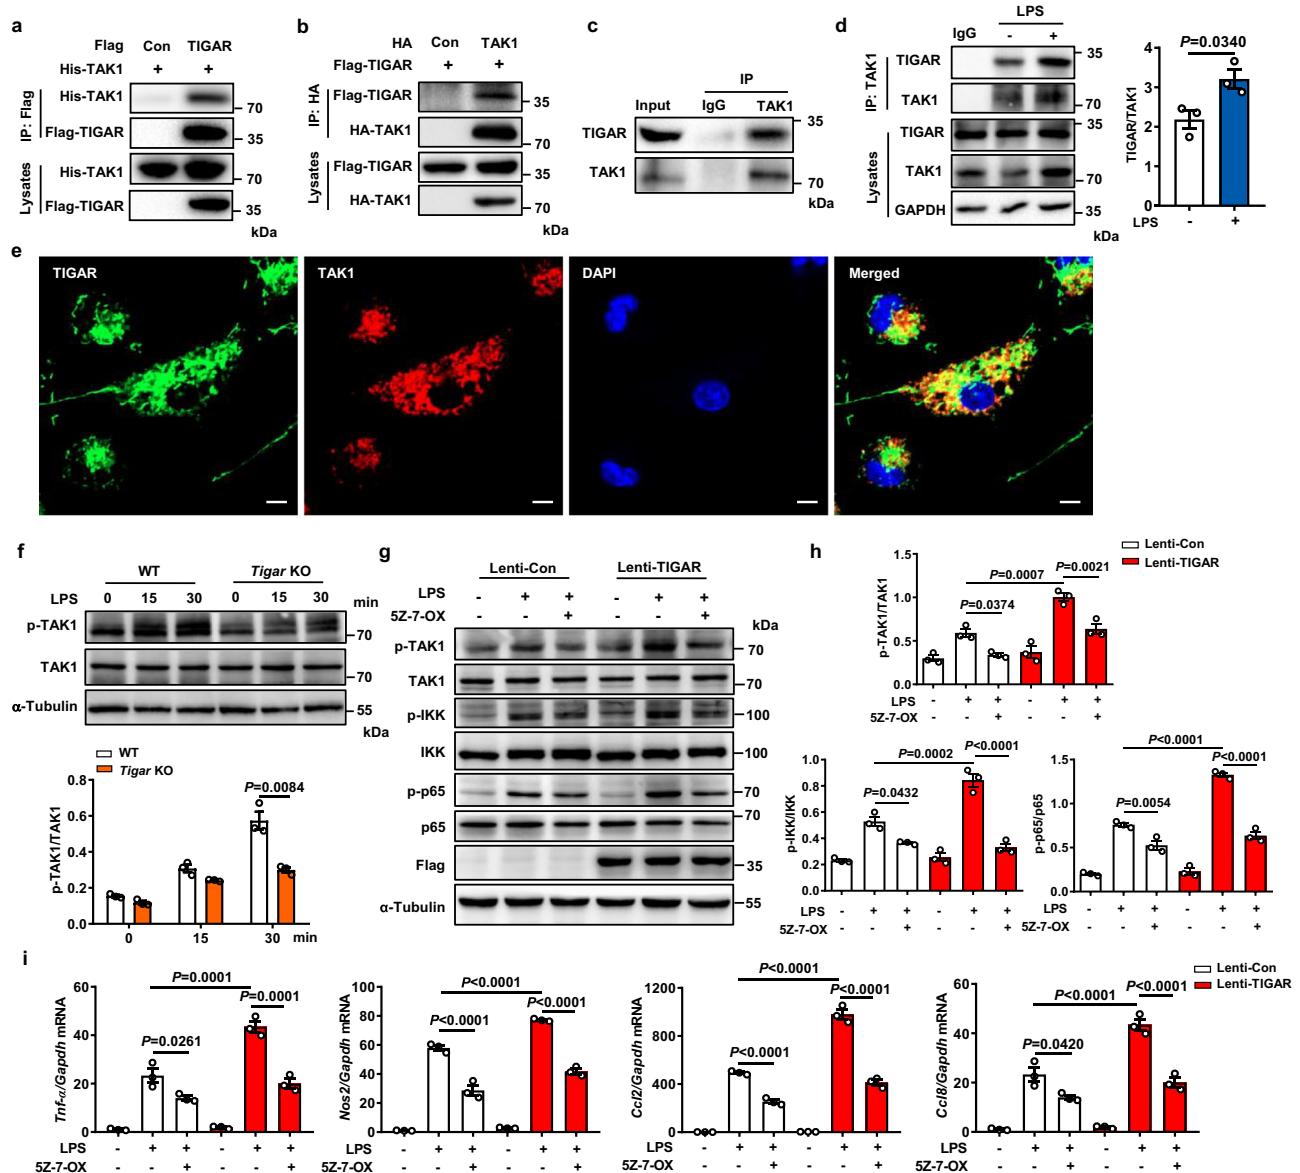 a
Flag Con TIGAR
His-TAK1 + +
IP: Flag
His-TAK1
70
Flag-TIGAR
35
Lysates
His-TAK1
70
Flag-TIGAR
35
kDa
b
HA Con TAK1
Flag-TIGAR + +
IP: HA
Flag-TIGAR
35
HA-TAK1
70
Lysates
Flag-TIGAR
35
HA-TAK1
70
kDa
c
IP
Input IgG TAK1
35
TIGAR
TAK1
70
kDa
d
LPS
IgG - +
IP: TAK1
TIGAR
35
TAK1
70
Lysates
TIGAR
35
TAK1
70
GAPDH
35
kDa
P=0.0340
TIGAR/TAK1
4
3
2
1
0
LPS - +
e
TIGAR
TAK1
DAPI
Merged
f
WT Tigar KO
LPS 0 15 30 0 15 30 min
p-TAK1
70
TAK1
70
α-Tubulin
55
kDa
WT
Tigar KO
p-TAK1/TAK1
0.8
0.6
0.4
0.2
0.0
P=0.0084
0 15 30 min
g
Lenti-Con Lenti-TIGAR
LPS - + + - + +
5Z-7-OX - - + - - +
kDa
p-TAK1
70
TAK1
70
p-IKK
100
IKK
100
p-p65
70
p65
70
Flag
35
α-Tubulin
55
h
Lenti-Con
Lenti-TIGAR
p-TAK1/TAK1
1.5
1.0
0.5
0.0
P=0.0007
P=0.0021
P=0.0374
LPS - + + - + +
5Z-7-OX - - + - - +
p-IKK/IKK
1.0
0.8
0.6
0.4
0.2
0.0
P=0.0002
P<0.0001
P=0.0432
LPS - + + - + +
5Z-7-OX - - + - - +
p-p65/p65
1.5
1.0
0.5
0.0
P<0.0001
P<0.0001
P=0.0054
LPS - + + - + +
5Z-7-OX - - + - - +
i
Tnf-α/Gapdh mRNA
60
40
20
0
P=0.0001
P=0.0001
P=0.0261
LPS - + + - + +
5Z-7-OX - - + - - +
Nos2/Gapdh mRNA
100
80
60
40
20
0
P<0.0001
P<0.0001
P<0.0001
LPS - + + - + +
5Z-7-OX - - + - - +
Ccl2/Gapdh mRNA
1200
800
400
0
P<0.0001
P<0.0001
P<0.0001
LPS - + + - + +
5Z-7-OX - - + - - +
Ccl8/Gapdh mRNA
60
40
20
0
P<0.0001
P<0.0001
P=0.0420
LPS - + + - + +
5Z-7-OX - - + - - +
Lenti-Con
Lenti-TIGAR